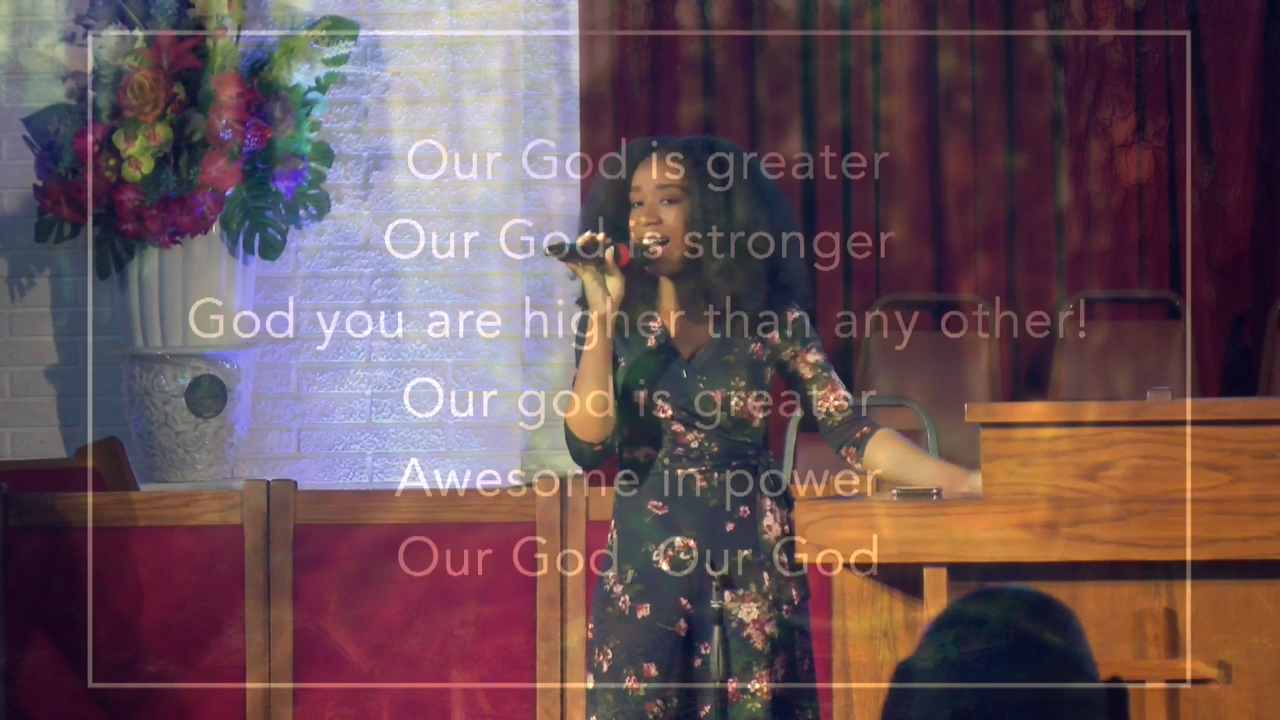 Our God is greater
Our God is stronger
God you are higher than any other!
Our god is greater
Awesome in power
Our God, Our God